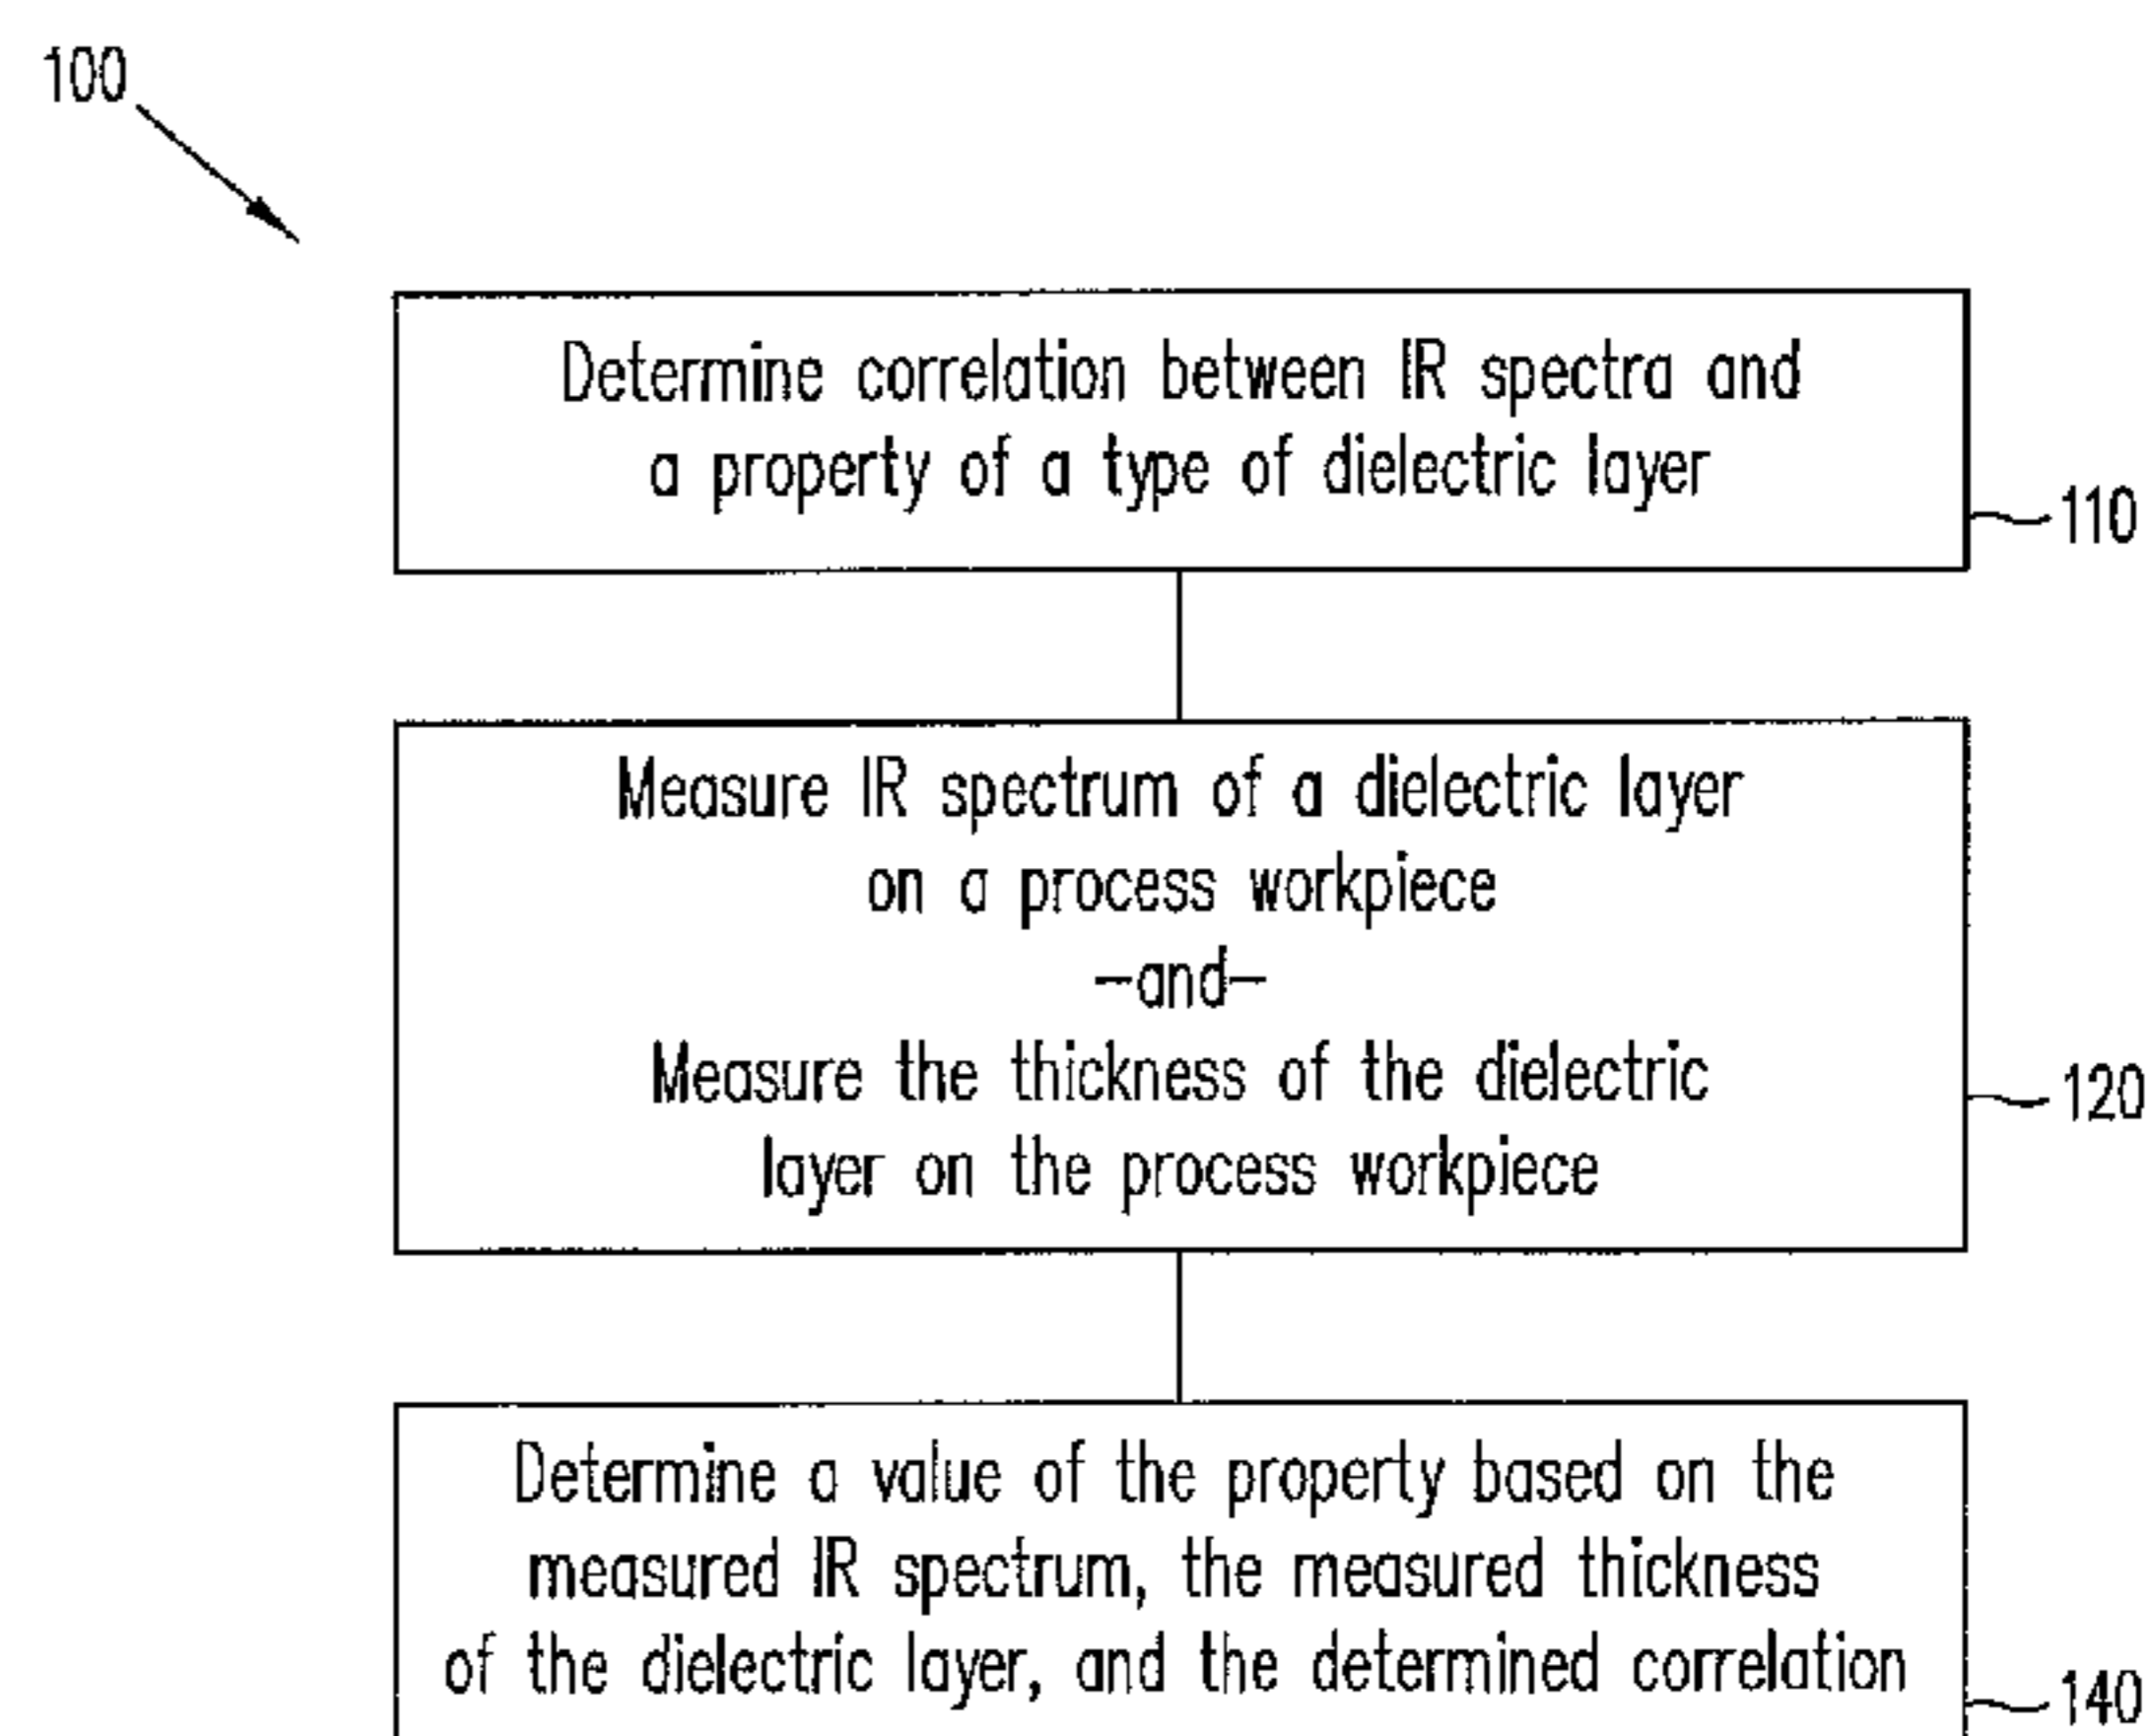 100
Determine correlation between IR spectra and
a property of a type of dielectric layer
110
Measure IR spectrum of a dielectric layer
on a process workpiece
-and-
Measure the thickness of the dielectric
layer on the process workpiece
120
Determine a value of the property based on the
measured IR spectrum, the measured thickness
of the dielectric layer, and the determined correlation
140